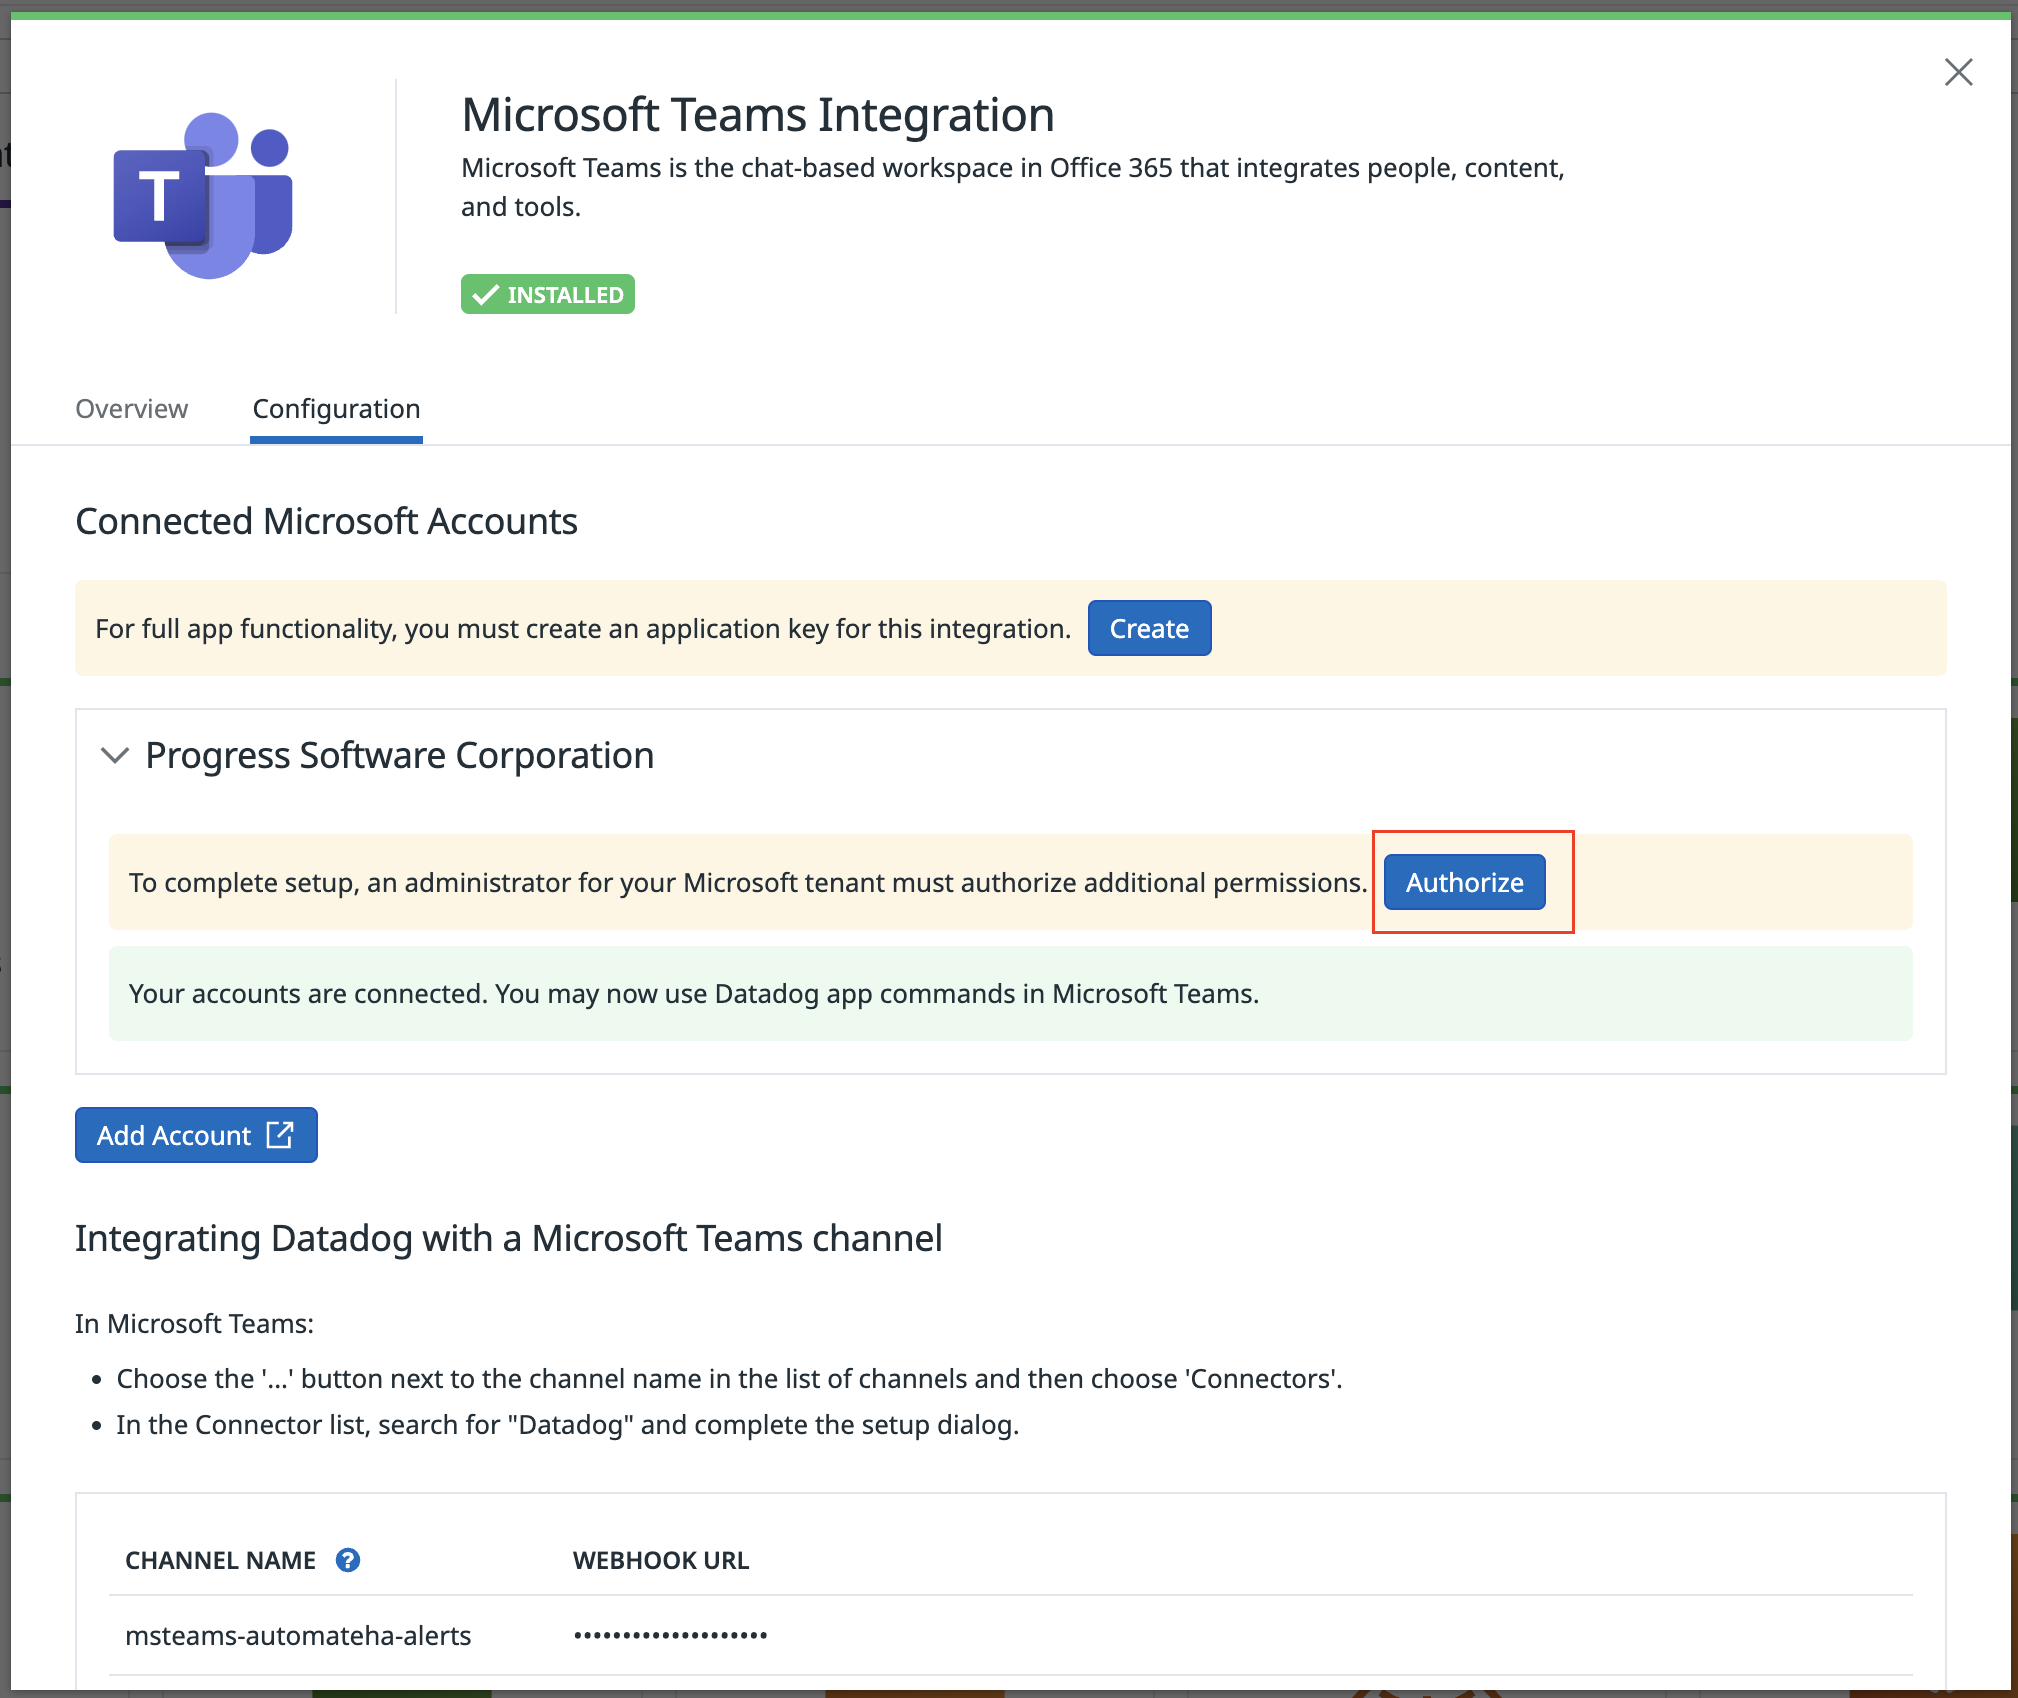 Microsoft Teams Integration
Microsoft Teams is the chat-based workspace in Office 365 that integrates people, content,
and tools.
T
INSTALLED
Overview
Configuration
Connected Microsoft Accounts
For full app functionality, you must create an application key for this integration.
Create
Progress Software Corporation
To complete setup, an administrator for your Microsoft tenant must authorize additional permissions.
Authorize
Your accounts are connected. You may now use Datadog app commands in Microsoft Teams.
Add Account
Integrating Datadog with a Microsoft Teams channel
In Microsoft Teams:
• Choose the '...' button next to the channel name in the list of channels and then choose 'Connectors'.
• In the Connector list, search for "Datadog" and complete the setup dialog.
CHANNEL NAME ?
WEBHOOK URL
msteams-automateha-alerts
••••••••••••••••••••